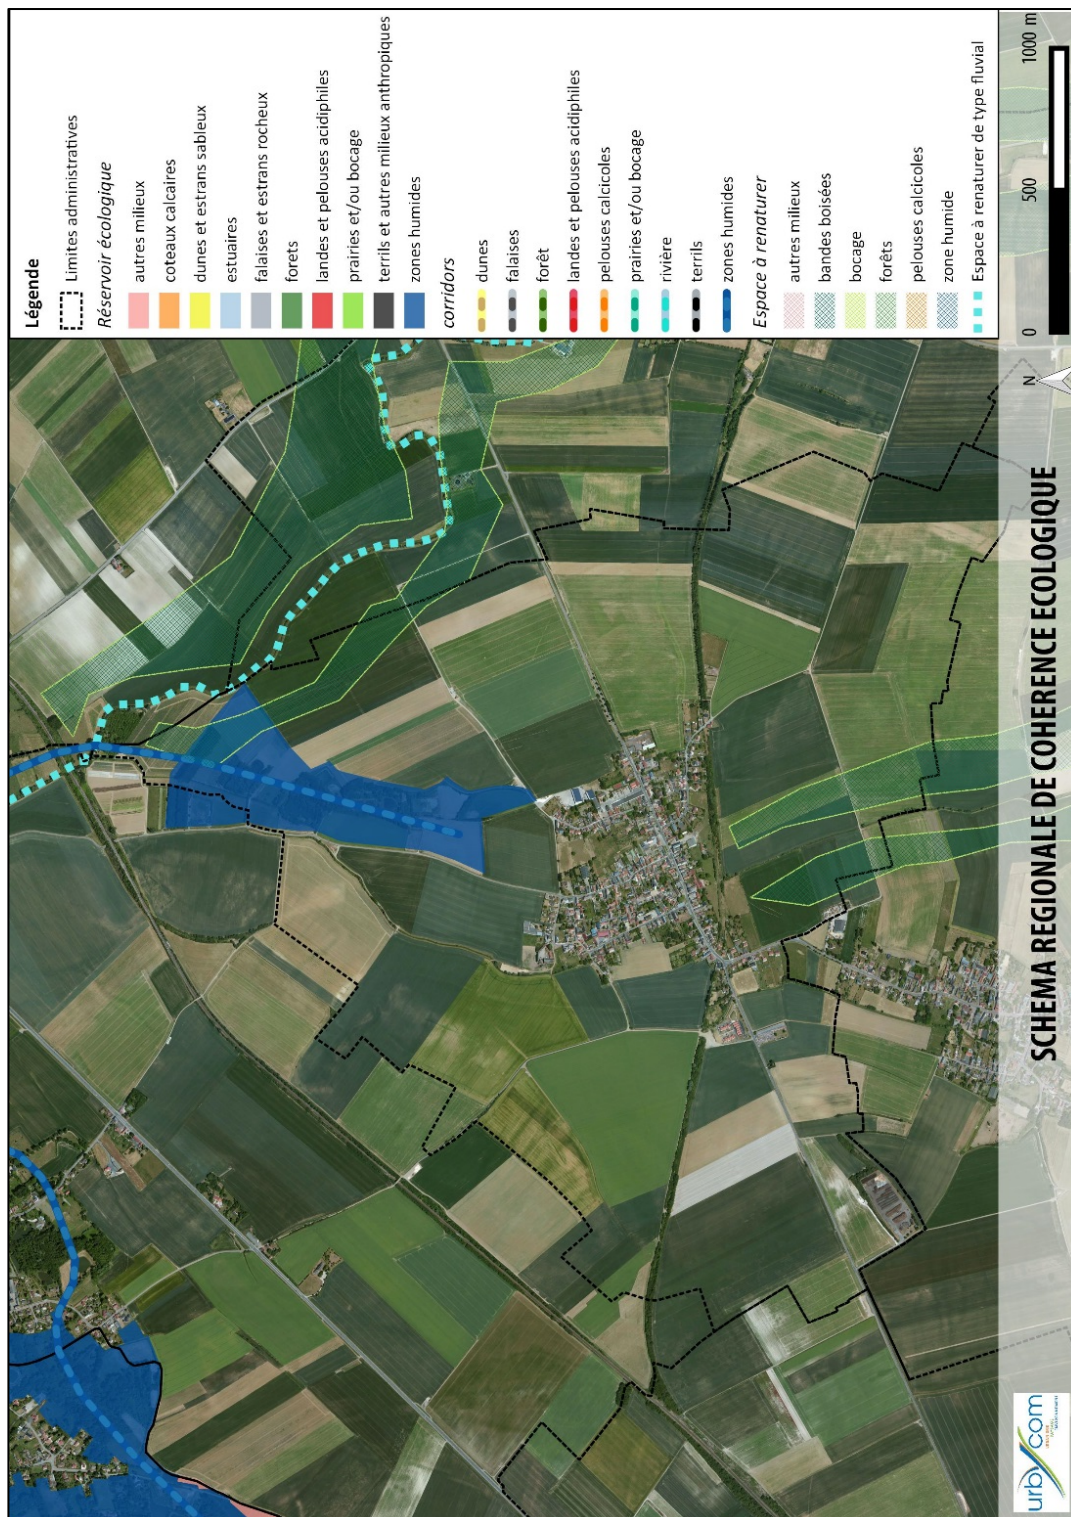 Légende
Limites administratives
Réservoir écologique
autres milieux
coteaux calcaires
dunes et estrans sableux
estuaires
falaises et estrans rocheux
forets
landes et pelouses acidiphiles
prairies et/ou bocage
terrils et autres milieux anthropiques
zones humides
corridors
dunes
falaises
forêt
landes et pelouses acidiphiles
pelouses calcicoles
prairies et/ou bocage
rivière
terrils
zones humides
Espace à renaturer
autres milieux
bandes boisées
bocage
forêts
pelouses calcicoles
zone humide
Espace à renaturer de type fluvial
0 500 1000 m
N
SCHEMA REGIONALE DE COHERENCE ECOLOGIQUE
urbycom